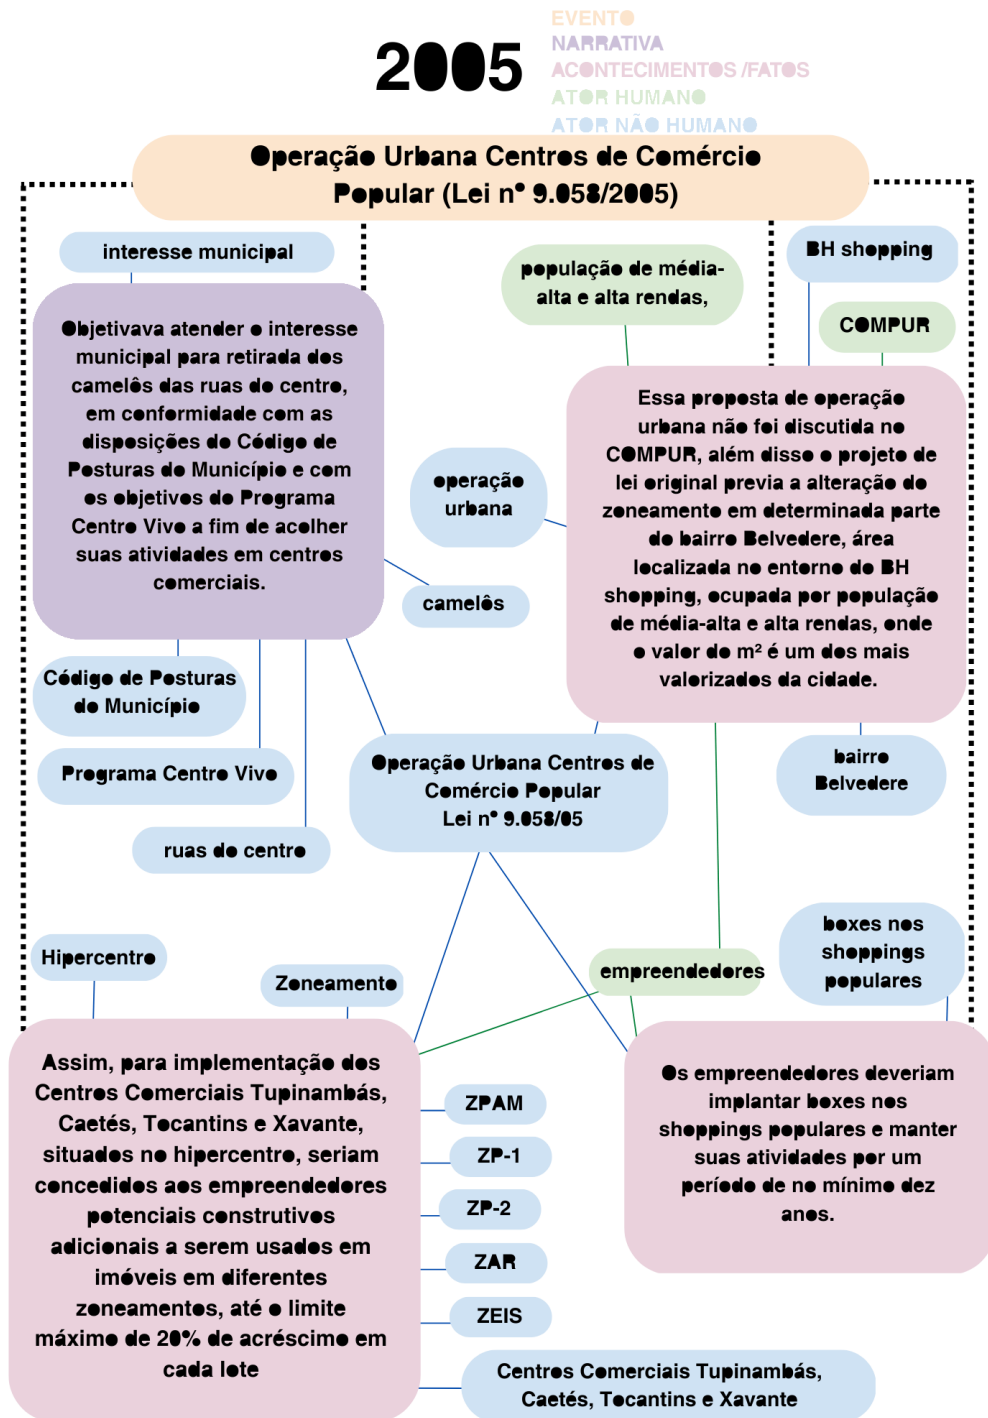 2005
EVENTO
NARRATIVA
ACONTECIMENTOS /FATOS
ATOR HUMANO
ATOR NÃO HUMANO
Operação Urbana Centros de Comércio
Popular (Lei n° 9.058/2005)
interesse municipal
Objetivava atender o interesse
municipal para retirada dos
camelôs das ruas do centro,
em conformidade com as
disposições do Código de
Posturas do Município e com
os objetivos do Programa
Centro Vivo a fim de acolher
suas atividades em centros
comerciais.
população de média-
alta e alta rendas,
BH shopping
COMPUR
Essa proposta de operação
urbana não foi discutida no
COMPUR, além disso o projeto de
lei original previa a alteração do
zoneamento em determinada parte
do bairro Belvedere, área
localizada no entorno do BH
shopping, ocupada por população
de média-alta e alta rendas, onde
o valor do m² é um dos mais
valorizados da cidade.
operação
urbana
camelôs
Código de Posturas
do Município
Programa Centro Vivo
ruas do centro
Operação Urbana Centros de
Comércio Popular
Lei n° 9.058/05
bairro
Belvedere
Hipercentro
Zoneamento
empreendedores
boxes nos
shoppings
populares
Assim, para implementação dos
Centros Comerciais Tupinambás,
Caetés, Tocantins e Xavante,
situados no hipercentro, seriam
concedidos aos empreendedores
potenciais construtivos
adicionais a serem usados em
imóveis em diferentes
zoneamentos, até o limite
máximo de 20% de acréscimo em
cada lote
ZPAM
ZP-1
ZP-2
ZAR
ZEIS
Centros Comerciais Tupinambás,
Caetés, Tocantins e Xavante
Os empreendedores deveriam
implantar boxes nos
shoppings populares e manter
suas atividades por um
período de no mínimo dez
anos.